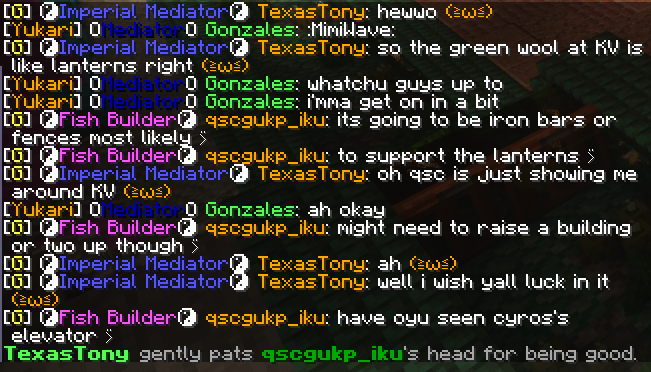 [G] ☯Imperial Mediator☯ TexasTony: hewwo (≧ω≦)
[Yukari] OMediatorO Gonzales: :MimiWave:
[G] ☯Imperial Mediator☯ TexasTony: so the green wool at KV is
like lanterns right (≧ω≦)
[Yukari] OMediatorO Gonzales: whatchu guys up to
[Yukari] OMediatorO Gonzales: i'mma get on in a bit
[G] ☯Fish Builder☯ qscgukp_iku: its going to be iron bars or
fences most likely
[G] ☯Fish Builder☯ qscgukp_iku: to support the lanterns
[G] ☯Imperial Mediator☯ TexasTony: oh qsc is just showing me
around KV (≧ω≦)
[Yukari] OMediatorO Gonzales: ah okay
[G] ☯Fish Builder☯ qscgukp_iku: might need to raise a building
or two up though
[G] ☯Imperial Mediator☯ TexasTony: ah (≧ω≦)
[G] ☯Imperial Mediator☯ TexasTony: well i wish yall luck in it
(≧ω≦)
[G] ☯Fish Builder☯ qscgukp_iku: have oyu seen cyros's
elevator
TexasTony gently pats qscgukp_iku's head for being good.